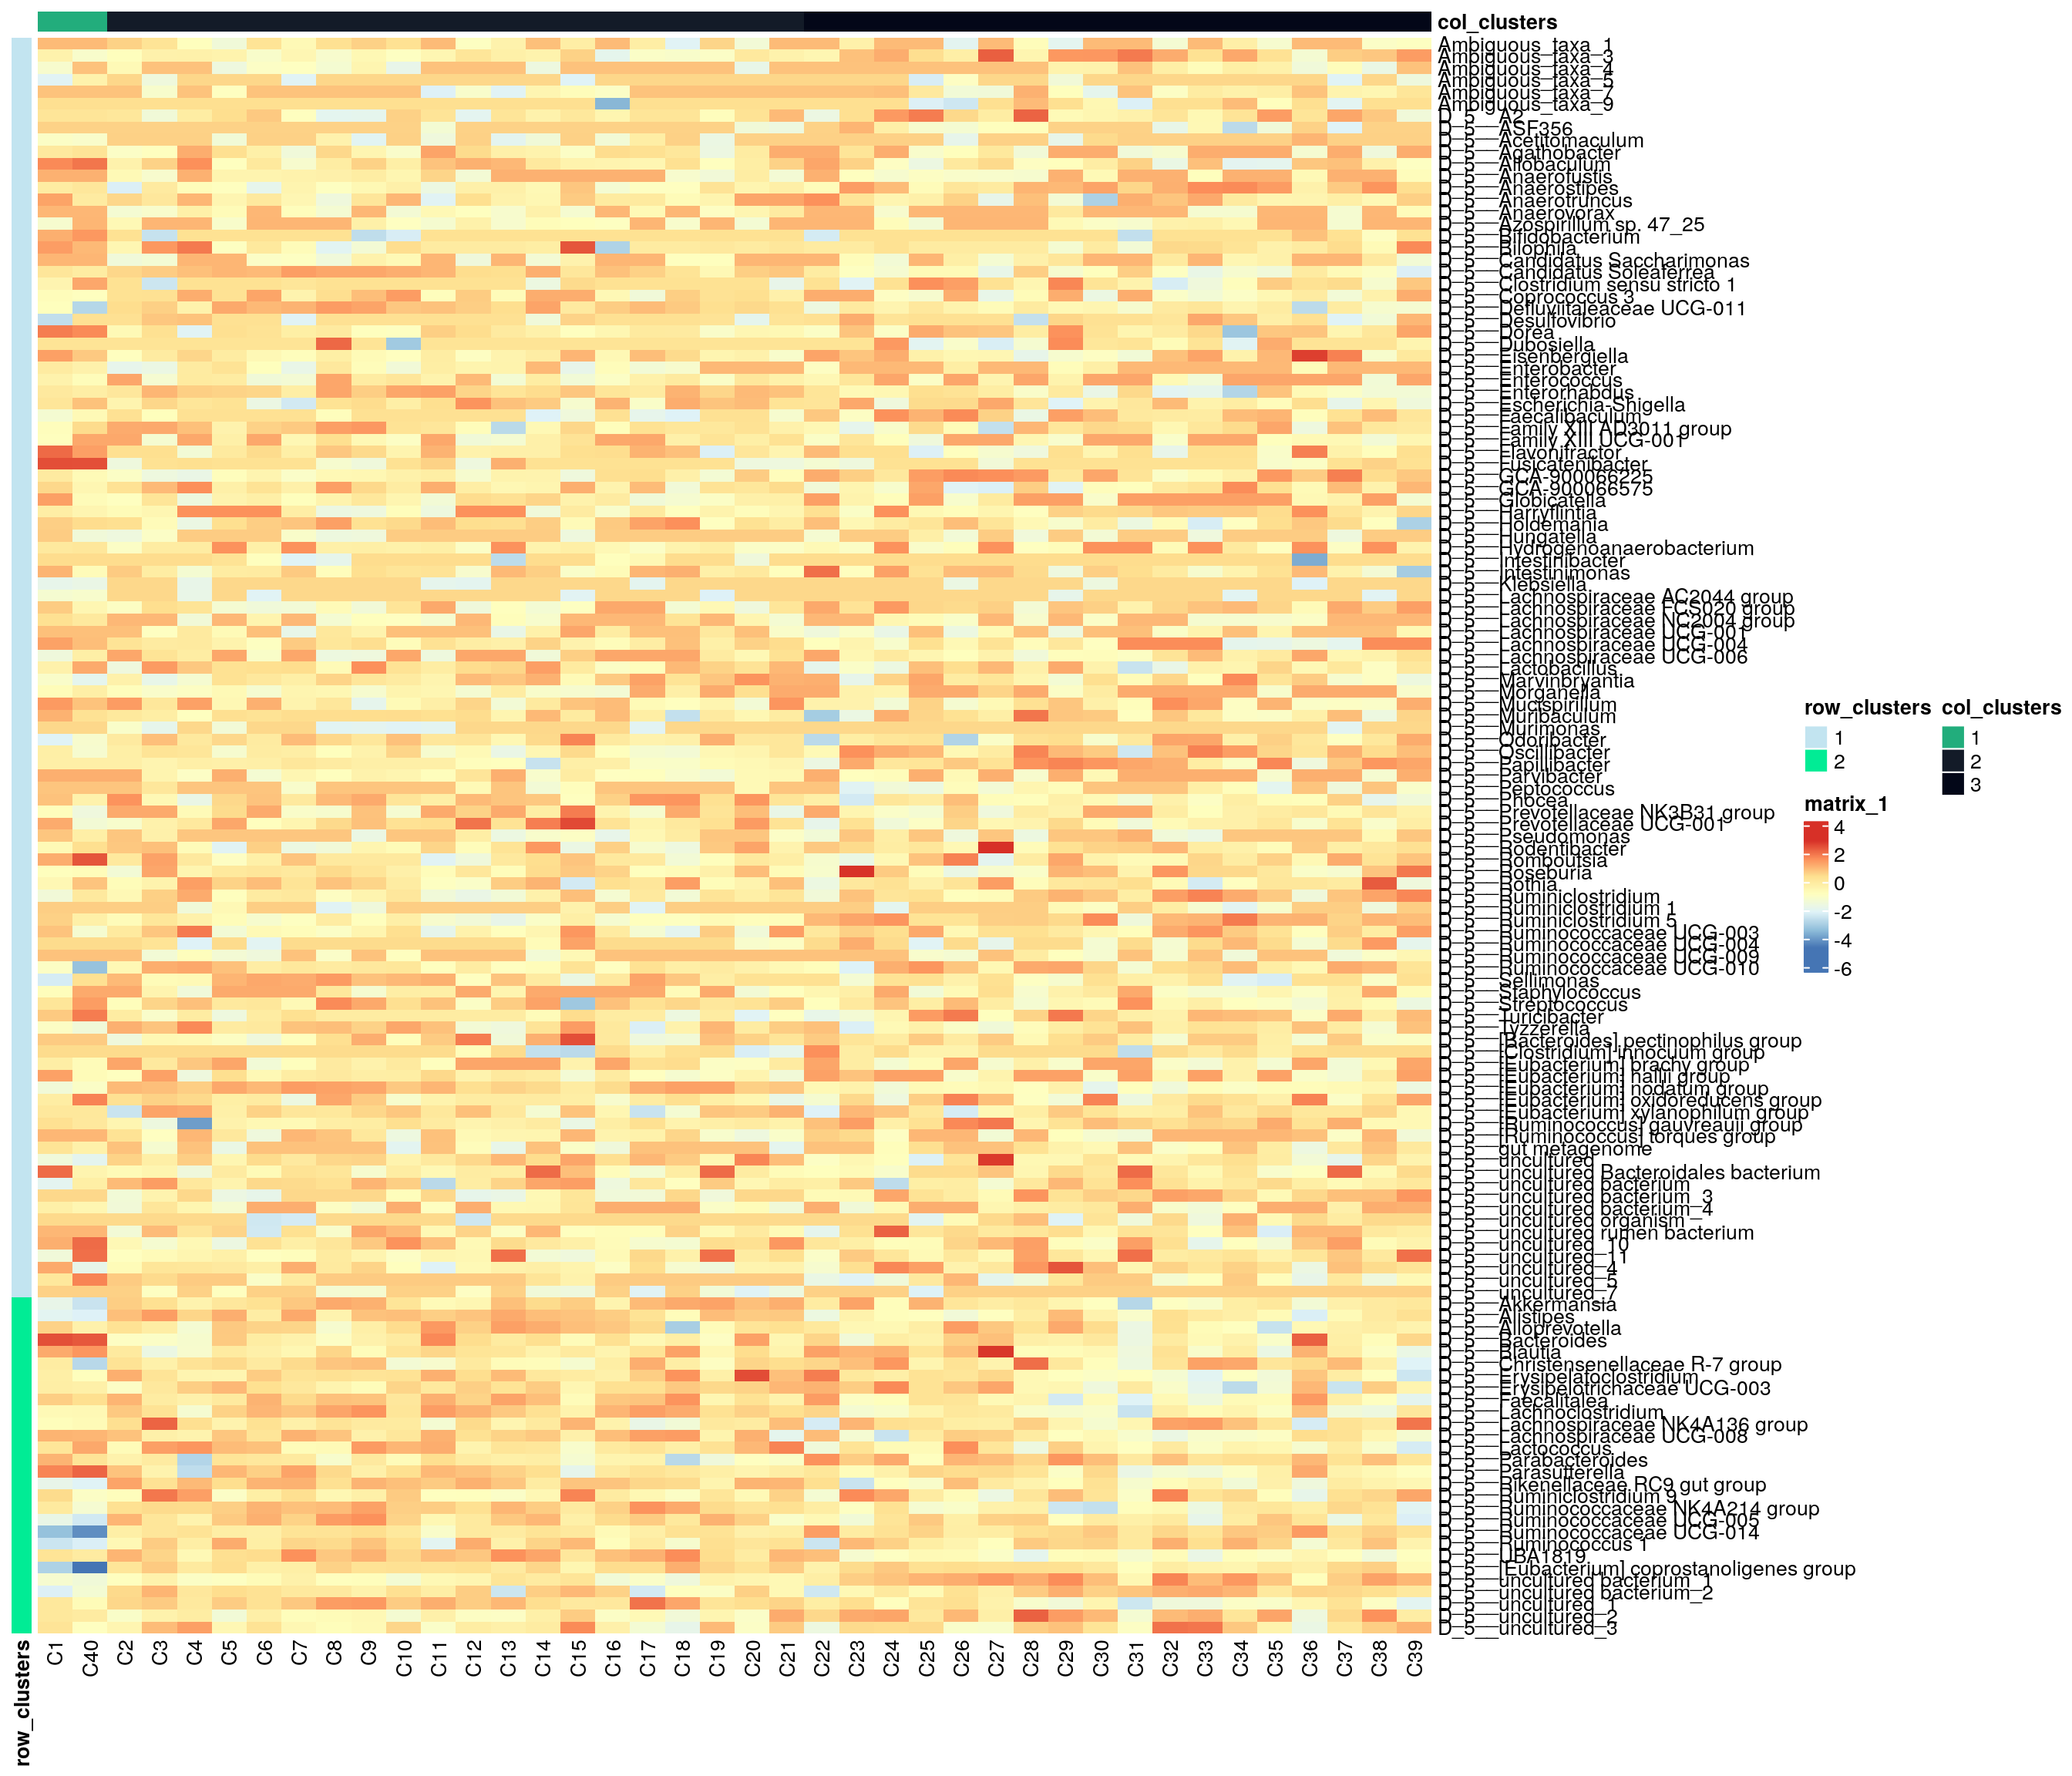 col_clusters
Ambiguous_taxa_1
Ambiguous_taxa_3
Ambiguous_taxa_4
Ambiguous_taxa_5
Ambiguous_taxa_7
Ambiguous_taxa_9
D_5__A2
D_5__ASF356
D_5__Acetitomaculum
D_5__Agathobacter
D_5__Allobaculum
D_5__Anaerofustis
D_5__Anaerostipes
D_5__Anaerotruncus
D_5__Anaerovorax
D_5__Azospirillum sp. 47_25
D_5__Bifidobacterium
D_5__Bilophila
D_5__Candidatus Saccharimonas
D_5__Candidatus Soleaferrea
D_5__Clostridium sensu stricto 1
D_5__Coprococcus 3
D_5__Defluviitaleaceae UCG-011
D_5__Desulfovibrio
D_5__Dorea
D_5__Dubosiella
D_5__Eisenbergiella
D_5__Enterobacter
D_5__Enterococcus
D_5__Enterorhabdus
D_5__Escherichia-Shigella
D_5__Faecalibaculum
D_5__Family XIII AD3011 group
D_5__Family XIII UCG-001
D_5__Flavonifractor
D_5__Fusicatenibacter
D_5__GCA-900066225
D_5__GCA-900066575
D_5__Globicatella
D_5__Harryflintia
D_5__Holdemania
D_5__Hungatella
D_5__Hydrogenoanaerobacterium
D_5__Intestinibacter
D_5__Intestinimonas
D_5__Klebsiella
D_5__Lachnospiraceae AC2044 group
D_5__Lachnospiraceae FCS020 group
D_5__Lachnospiraceae NC2004 group
D_5__Lachnospiraceae UCG-001
D_5__Lachnospiraceae UCG-004
D_5__Lachnospiraceae UCG-006
D_5__Lactobacillus
D_5__Marvinbryantia
D_5__Morganella
D_5__Mucispirillum
D_5__Muribaculum
D_5__Murimonas
D_5__Odoribacter
D_5__Oscillibacter
D_5__Papillibacter
D_5__Parvibacter
D_5__Peptococcus
D_5__Phocea
D_5__Prevotellaceae NK3B31 group
D_5__Prevotellaceae UCG-001
D_5__Pseudomonas
D_5__Rodentibacter
D_5__Romboutsia
D_5__Roseburia
D_5__Rothia
D_5__Ruminiclostridium
D_5__Ruminiclostridium 1
D_5__Ruminiclostridium 5
D_5__Ruminococcaceae UCG-003
D_5__Ruminococcaceae UCG-004
D_5__Ruminococcaceae UCG-009
D_5__Ruminococcaceae UCG-010
D_5__Sellimonas
D_5__Staphylococcus
D_5__Streptococcus
D_5__Turicibacter
D_5__Tyzzerella
D_5__[Bacteroides] pectinophilus group
D_5__[Clostridium] innocuum group
D_5__[Eubacterium] brachy group
D_5__[Eubacterium] hallii group
D_5__[Eubacterium] nodatum group
D_5__[Eubacterium] oxidoreducens group
D_5__[Eubacterium] xylanophilum group
D_5__[Ruminococcus] gauvreauii group
D_5__[Ruminococcus] torques group
D_5__gut metagenome
D_5__uncultured
D_5__uncultured Bacteroidales bacterium
D_5__uncultured bacterium
D_5__uncultured bacterium_3
D_5__uncultured bacterium_4
D_5__uncultured organism
D_5__uncultured rumen bacterium
D_5__uncultured_10
D_5__uncultured_11
D_5__uncultured_4
D_5__uncultured_5
D_5__uncultured_7
D_5__Akkermansia
D_5__Alistipes
D_5__Alloprevotella
D_5__Bacteroides
D_5__Blautia
D_5__Christensenellaceae R-7 group
D_5__Erysipelatoclostridium
D_5__Erysipelotrichaceae UCG-003
D_5__Faecalitalea
D_5__Lachnoclostridium
D_5__Lachnospiraceae NK4A136 group
D_5__Lachnospiraceae UCG-008
D_5__Lactococcus
D_5__Parabacteroides
D_5__Parasutterella
D_5__Rikenellaceae RC9 gut group
D_5__Ruminiclostridium 9
D_5__Ruminococcaceae NK4A214 group
D_5__Ruminococcaceae UCG-005
D_5__Ruminococcaceae UCG-014
D_5__Ruminococcus 1
D_5__UBA1819
D_5__[Eubacterium] coprostanoligenes group
D_5__uncultured bacterium_1
D_5__uncultured bacterium_2
D_5__uncultured_1
D_5__uncultured_2
D_5__uncultured_3
row_clusters
C1 C40 C2 C3 C4 C5 C6 C7 C8 C9 C10 C11 C12 C13 C14 C15 C16 C17 C18 C19 C20 C21 C22 C23 C24 C25 C26 C27 C28 C29 C30 C31 C32 C33 C34 C35 C36 C37 C38 C39
row_clusters
1
2
col_clusters
1
2
3
matrix_1
4
2
0
-2
-4
-6